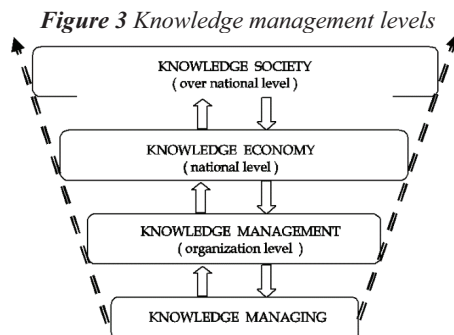 Figure 3 Knowledge management levels
KNOWLEDGE SOCIETY
( over national level )
KNOWLEDGE ECONOMY
( national level )
KNOWLEDGE MANAGEMENT
(organization level )
KNOWLEDGE MANAGING